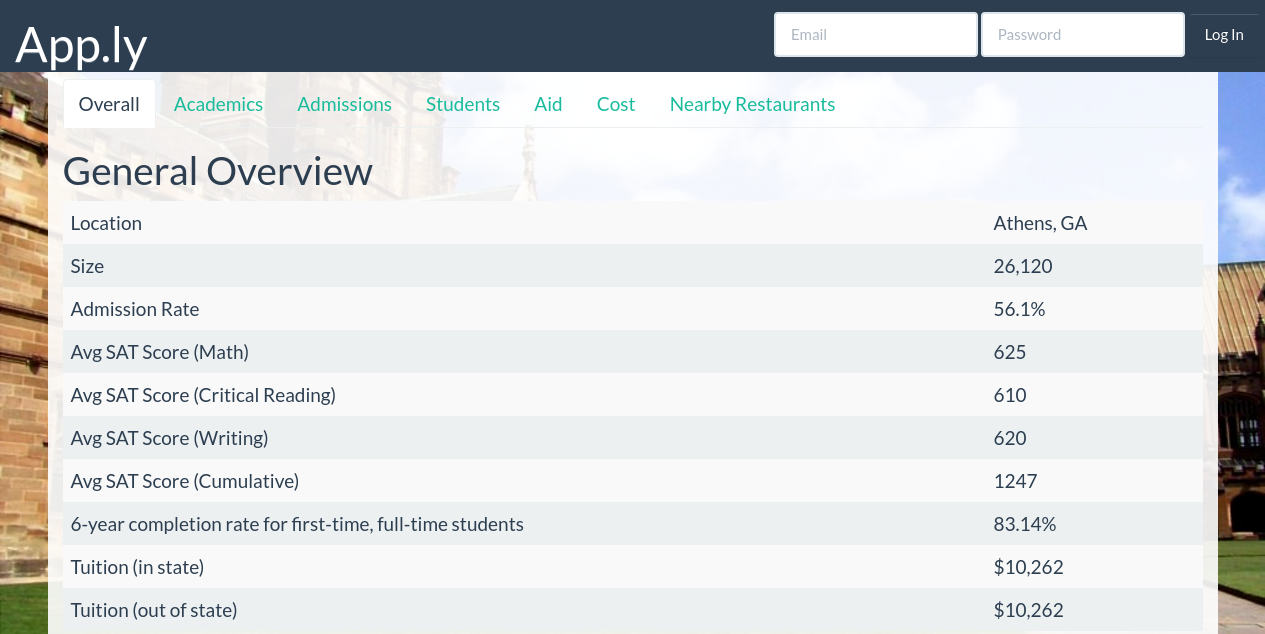 App.ly
Email Password Log In
Overall Academics Admissions Students Aid Cost Nearby Restaurants
General Overview
Location Athens, GA
Size 26,120
Admission Rate 56.1%
Avg SAT Score (Math) 625
Avg SAT Score (Critical Reading) 610
Avg SAT Score (Writing) 620
Avg SAT Score (Cumulative) 1247
6-year completion rate for first-time, full-time students 83.14%
Tuition (in state) $10,262
Tuition (out of state) $10,262